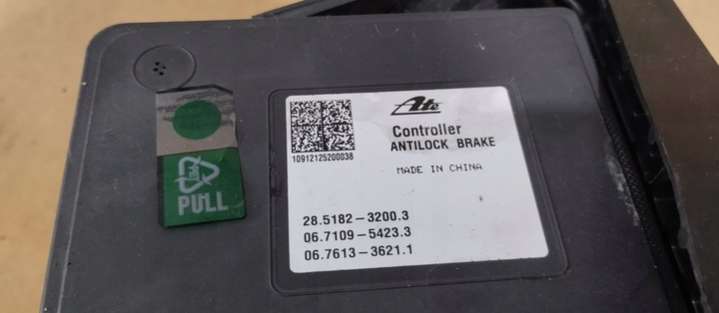 Ate
Controller
ANTILOCK BRAKE
10912125200038
MADE IN CHINA
PULL
28.5182-3200.3
06.7109-5423.3
06.7613-3621.1